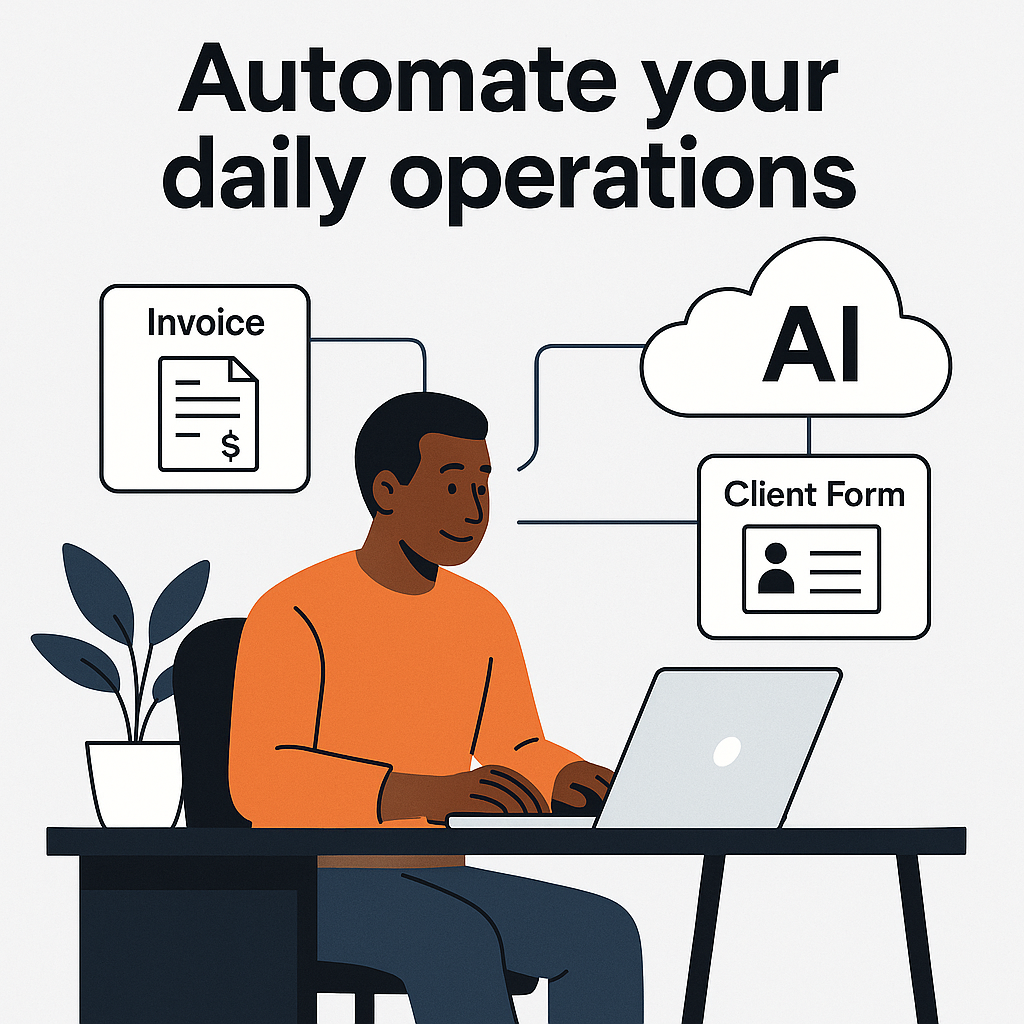 Automate your
daily operations
Invoice
$
AI
Client Form